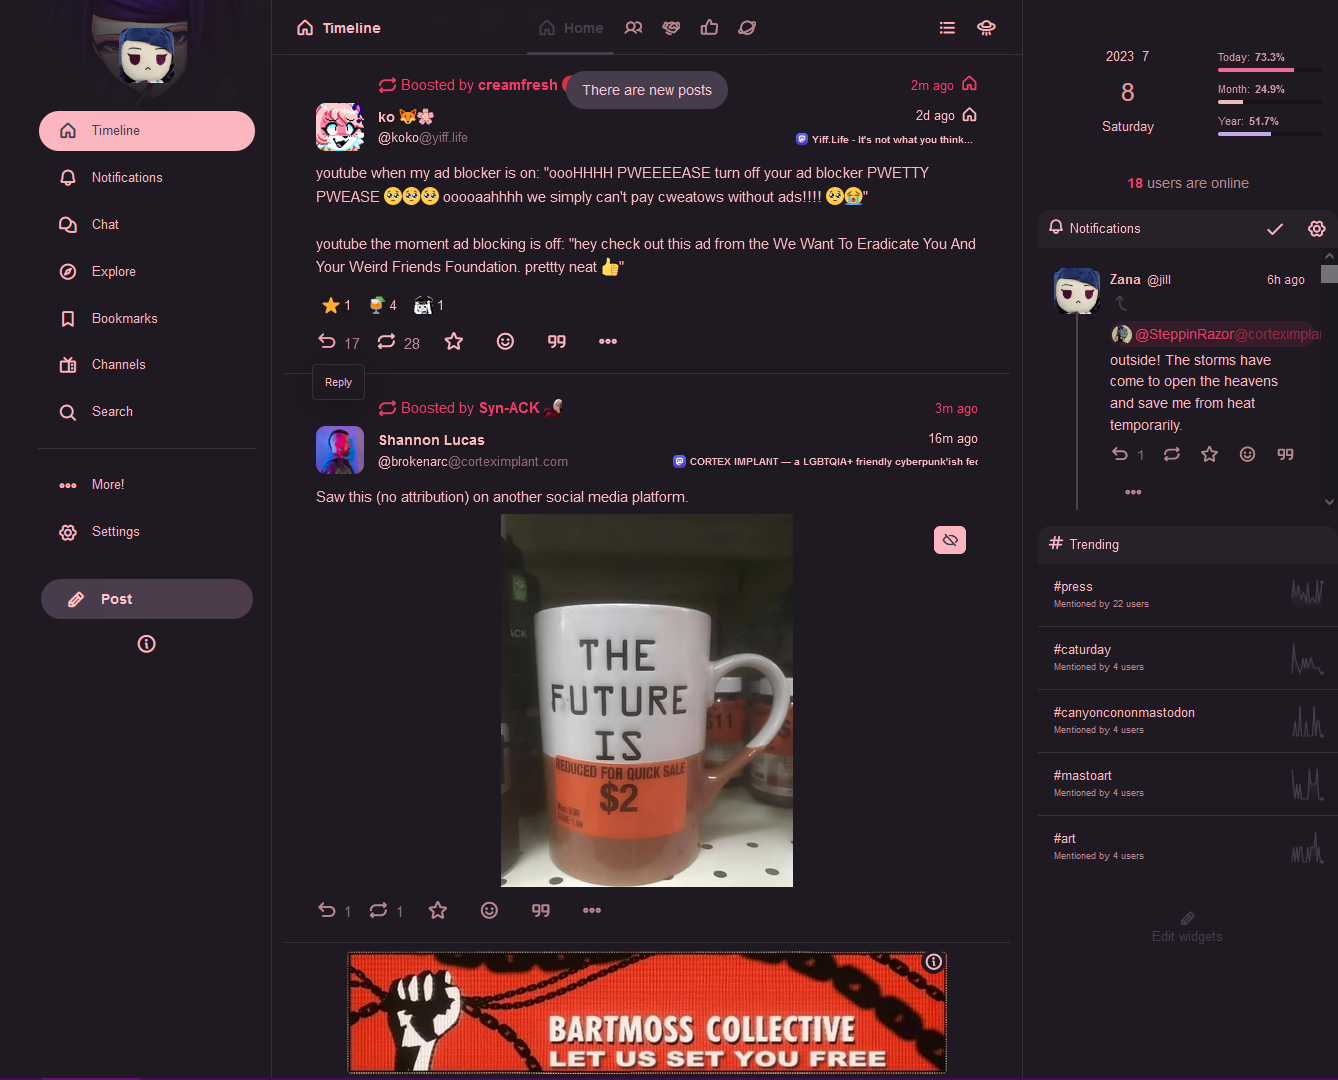 Timeline
Notifications
Chat
Explore
Bookmarks
Channels
Search
More!
Settings
Post
Timeline
Home
There are new posts
Boosted by creamfresh
2m ago
ko
2d ago
@koko@yiff.life
Yiff.Life - It's not what you think...
youtube when my ad blocker is on: "oooHHHH PWEEEEASE turn off your ad blocker PWETTY
PWEASE 🥺🥺🥺 ooooaahhhh we simply can't pay cweatows without ads!!!! 🥺😭"
youtube the moment ad blocking is off: "hey check out this ad from the We Want To Eradicate You And
Your Weird Friends Foundation. prettty neat 👍"
1 4 1
17 28
Reply
Boosted by Syn-ACK
3m ago
Shannon Lucas
16m ago
@brokenarc@corteximplant.com
CORTEX IMPLANT — a LGBTQIA+ friendly cyberpunk'ish fec
Saw this (no attribution) on another social media platform.
ACK
THE
FUTURE
IS
REDUCED FOR QUICK SALE
$2
$11
1 1
BARTMOSS COLLECTIVE
LET US SET YOU FREE
2023 7
8
Saturday
Today: 73.3%
Month: 24.9%
Year: 51.7%
18 users are online
Notifications
Zana @jill
6h ago
@SteppinRazor@corteximplan
outside! The storms have
come to open the heavens
and save me from heat
temporarily.
1
Trending
#press
Mentioned by 22 users
#caturday
Mentioned by 4 users
#canyoncononmastodon
Mentioned by 4 users
#mastoart
Mentioned by 4 users
#art
Mentioned by 4 users
Edit widgets